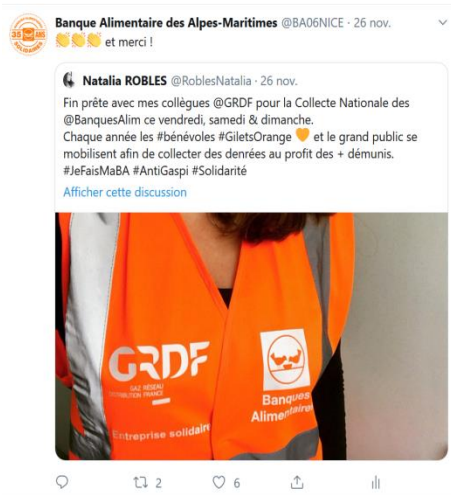 Banque Alimentaire des Alpes-Maritimes @BA06NICE · 26 nov.
👏👏👏 et merci !
Natalia ROBLES @RoblesNatalia · 26 nov.
Fin prête avec mes collègues @GRDF pour la Collecte Nationale des
@BanquesAlim ce vendredi, samedi & dimanche.
Chaque année les #bénévoles #GiletsOrange 🧡 et le grand public se
mobilisent afin de collecter des denrées au profit des + démunis.
#JeFaisMaBA #AntiGaspi #Solidarité
Afficher cette discussion
GRDF
GAZ RÉSEAU
DISTRIBUTION FRANCE
Entreprise solidaire
Banques
Alimentaires
2
6
35 ANS
SOLIDAIRES